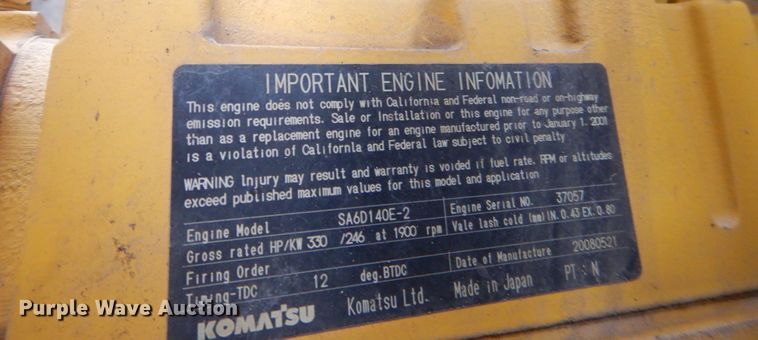 IMPORTANT ENGINE INFOMATION
This engine does not comply with California and Federal non-road or on-highway
emission requirements. Sale or Installation or this engine for any purpose other
than as a replacement engine for an engine manufactured prior to January 1. 2001
is a violation of California and Federal law subject to civil penalty
WARNING Injury may result and warranty is voided if fuel rate. RPM or altitudes
exceed published maximum values for this model and application
Engine Model SA6D140E-2 Engine Serial NO. 37057
Gross rated HP/KW 330 /246 at 1900 rpm Vale lash cold (mm)IN. 0.43 EX. 0.80
Firing Order Date of Manufacture 20080521
Timing-TDC 12 deg.BTDC
KOMATSU Komatsu Ltd. Made in Japan PT : N
Purple Wave Auction